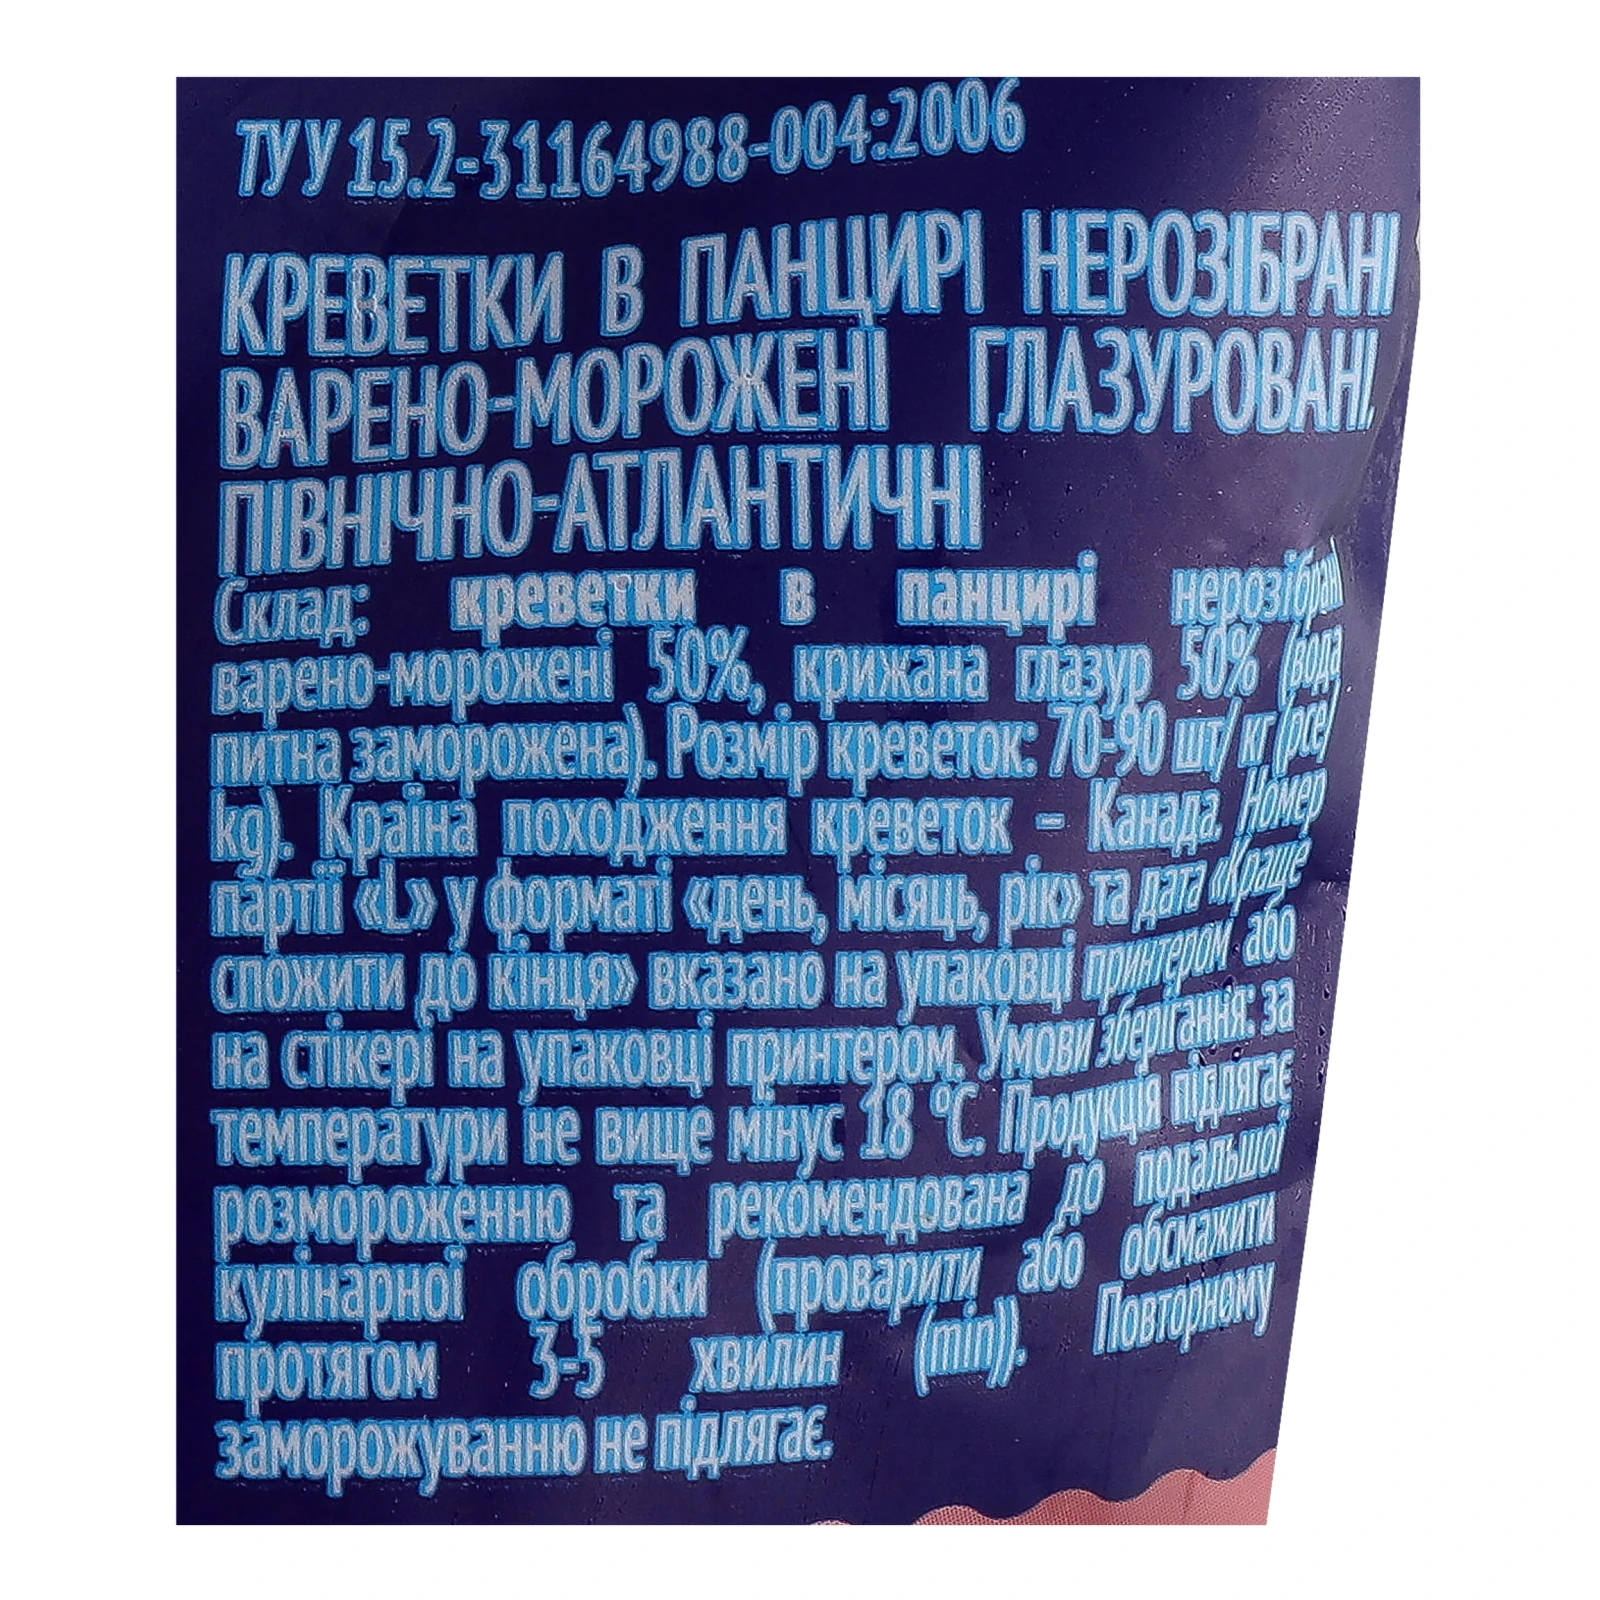 ТУ У 15.2-31164988-004:2006
КРЕВЕТКИ В ПАНЦИРІ НЕРОЗІБРАНІ
ВАРЕНО-МОРОЖЕНІ ГЛАЗУРОВАНІ.
ПІВНІЧНО-АТЛАНТИЧНІ
Склад: креветки в панцирі нерозібрані
варено-морожені 50%, крижана глазур 50% (вода
питна заморожена). Розмір креветок: 70-90 шт/ кг (pce/
kg). Країна походження креветок – Канада. Номер
партії «L» у форматі «день, місяць, рік» та дата «Краще
спожити до кінця» вказано на упаковці принтером або
на стікері на упаковці принтером. Умови зберігання: за
температури не вище мінус 18 °С. Продукція підлягає
розмороженню та рекомендована до подальшої
кулінарної обробки (проварити або обсмажити
протягом 3-5 хвилин (min)). Повторному
заморожуванню не підлягає.